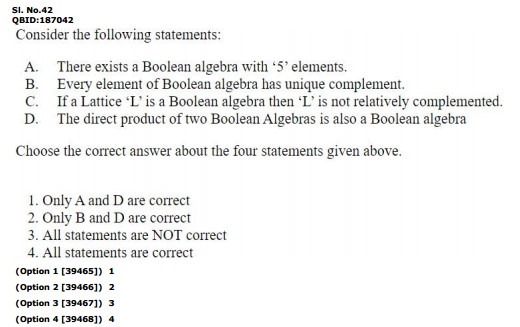 Sl. No.42
QBID:187042
Consider the following statements:
A. There exists a Boolean algebra with ‘5’ elements.
B. Every element of Boolean algebra has unique complement.
C. If a Lattice ‘L’ is a Boolean algebra then ‘L’ is not relatively complemented.
D. The direct product of two Boolean Algebras is also a Boolean algebra
Choose the correct answer about the four statements given above.
1. Only A and D are correct
2. Only B and D are correct
3. All statements are NOT correct
4. All statements are correct
(Option 1 [39465]) 1
(Option 2 [39466]) 2
(Option 3 [39467]) 3
(Option 4 [39468]) 4